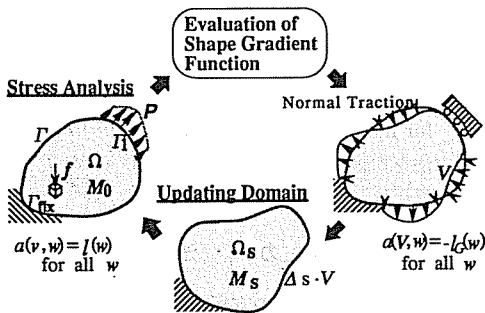 Evaluation of
Shape Gradient
Function
Stress Analysis
P
Γ
Γ1
f
Ω
M0
Γfix
a(v,w)=l(w)
for all w
Normal Traction
V
a(V,w)=-lG(w)
for all w
Updating Domain
Ωs
Ms
Δs·V